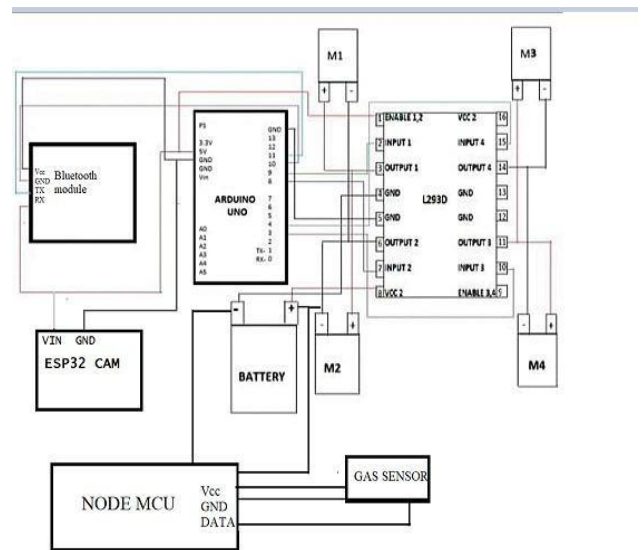 M1
+ -
M3
+ -
Bluetooth
module
Vcc
GND
TX
RX
P1
3.3V
5V
GND
GND
Vin
ARDUINO
UNO
A0
A1
A2
A3
A4
A5
GND
13
12
11
10
9
8
7
6
5
4
3
2
TX- 1
RX- 0
L293D
1 ENABLE 1,2
2 INPUT 1
3 OUTPUT 1
4 GND
5 GND
6 OUTPUT 2
7 INPUT 2
8 VCC 2
VCC 2 16
INPUT 4 15
OUTPUT 4 14
GND 13
GND 12
OUTPUT 3 11
INPUT 3 10
ENABLE 3,4 9
VIN GND
ESP32 CAM
- +
BATTERY
- +
M2
- +
M4
NODE MCU
Vcc
GND
DATA
GAS SENSOR